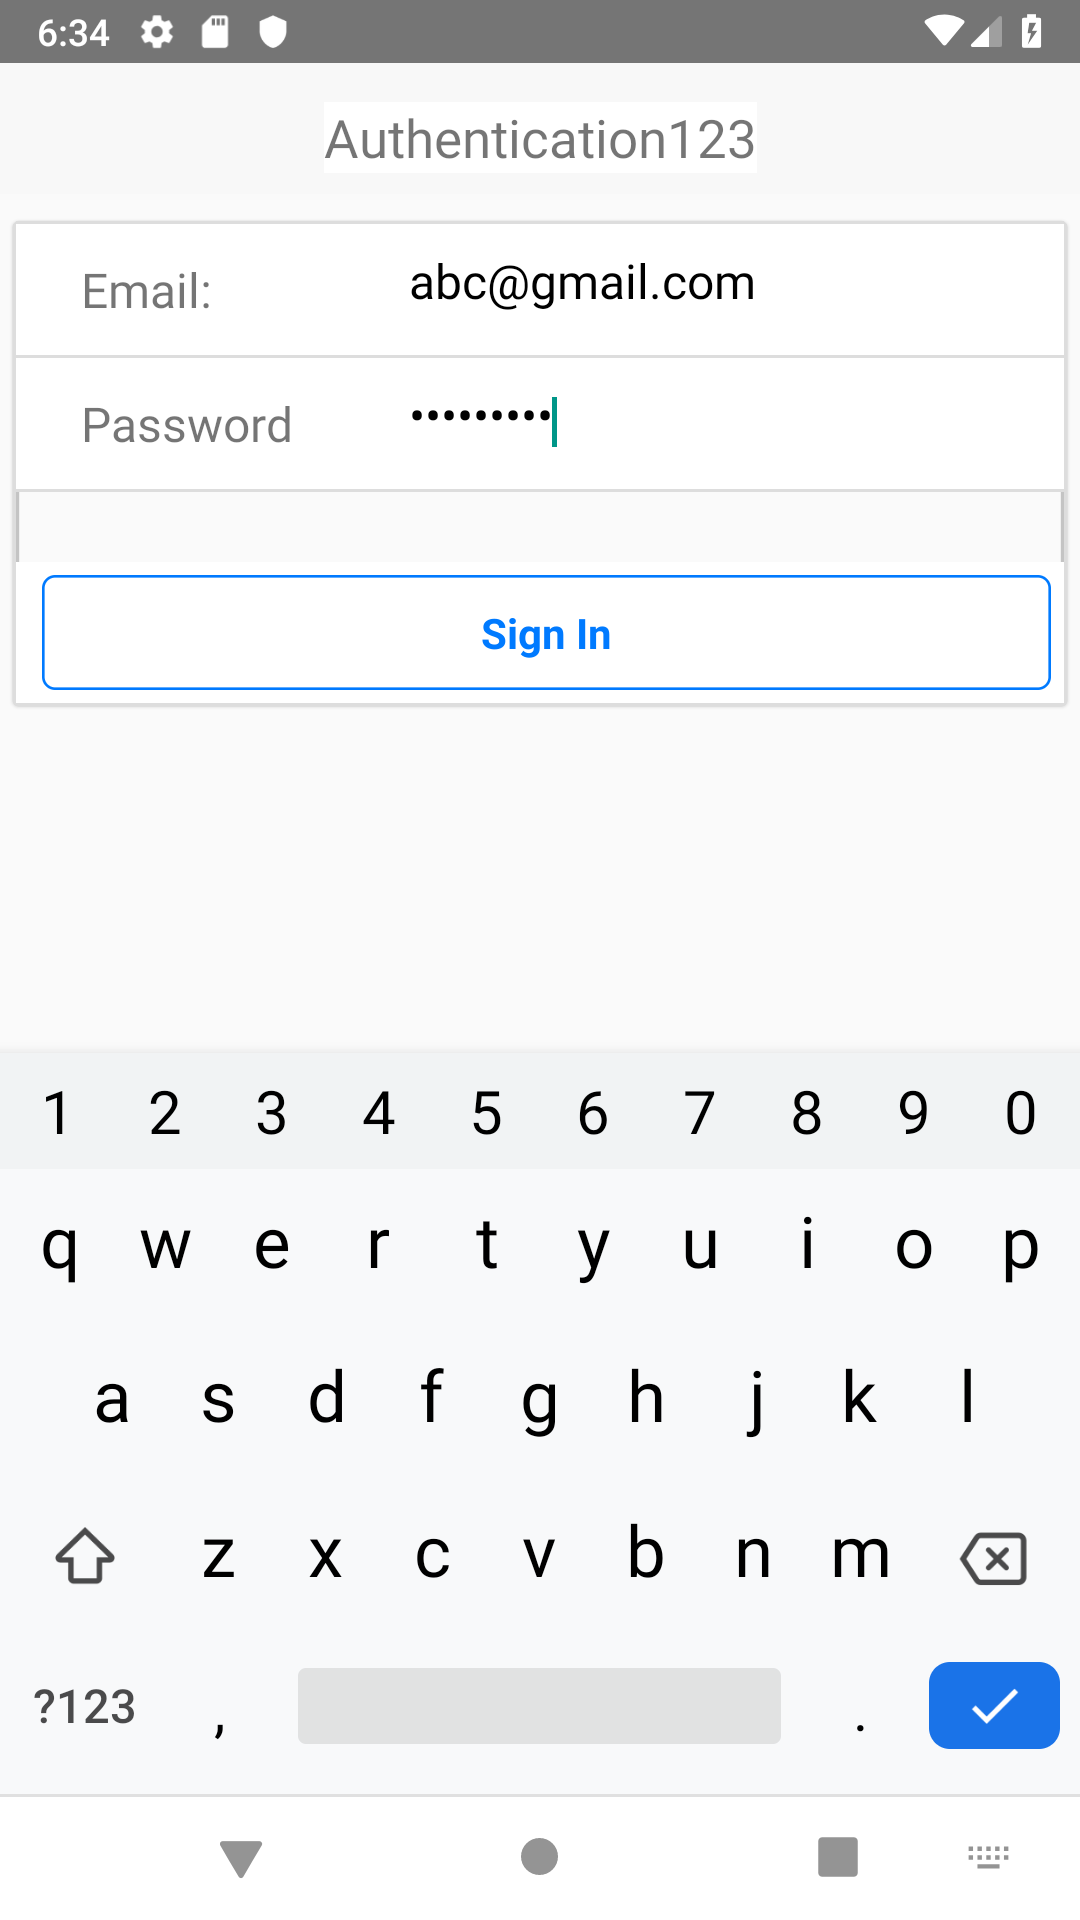 6:34
Authentication123
Email: abc@gmail.com
Password •••••••••
Sign In
1 2 3 4 5 6 7 8 9 0
q w e r t y u i o p
a s d f g h j k l
z x c v b n m
?123 , .